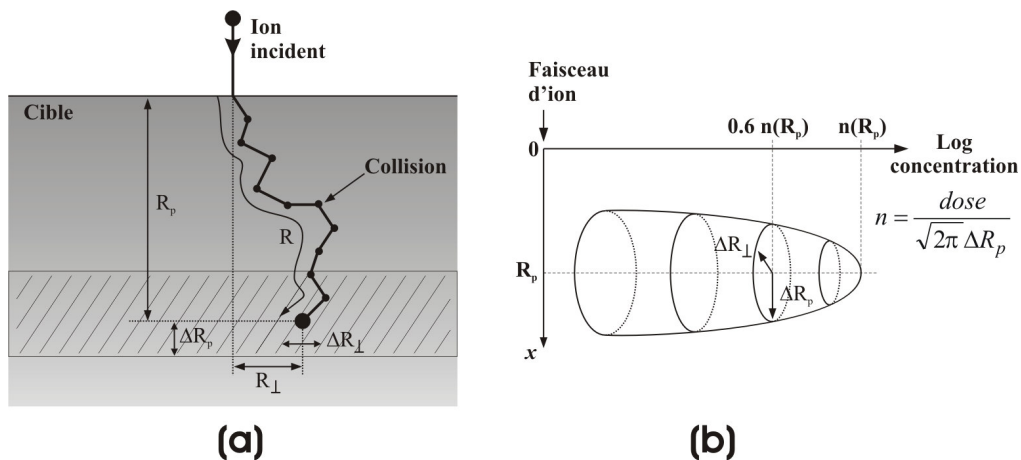 Ion
incident
Cible
Collision
Rₚ
R
ΔRₚ
ΔR⊥
R⊥
(a)
Faisceau
d'ion
0.6 n(Rₚ)
n(Rₚ)
0
Log
concentration
n = dose / √2π ΔRₚ
ΔR⊥
Rₚ
ΔRₚ
x
(b)